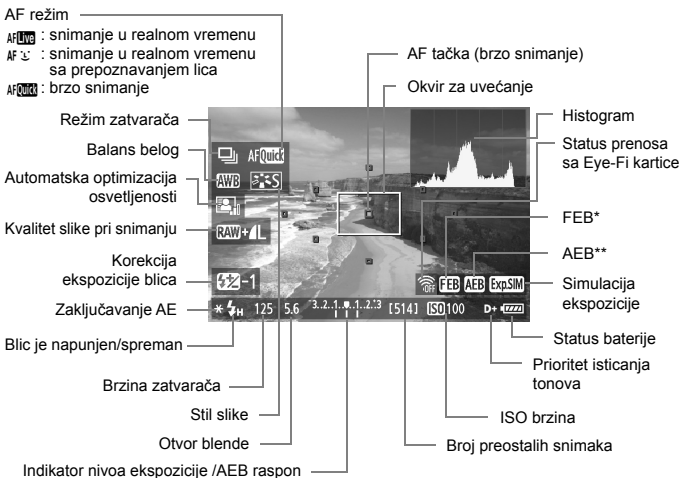 AF režim
AF Live : snimanje u realnom vremenu
AF : snimanje u realnom vremenu
sa prepoznavanjem lica
AF Quick : brzo snimanje
Režim zatvarača
Balans belog
Automatska optimizacija
osvetljenosti
Kvalitet slike pri snimanju
Korekcija
ekspozicije blica
Zaključavanje AE
Blic je napunjen/spreman
Brzina zatvarača
Stil slike
Otvor blende
Indikator nivoa ekspozicije /AEB raspon
AF tačka (brzo snimanje)
Okvir za uvećanje
Histogram
Status prenosa
sa Eye-Fi kartice
FEB*
AEB**
Simulacija
ekspozicije
Status baterije
Prioritet isticanja
tonova
ISO brzina
Broj preostalih snimaka
AF Quick
AWB
S
RAW+ L
-1
OFF FEB AEB Exp.SIM
H 125 5.6 3..2..1..1..2..3 [514] ISO 100 D+